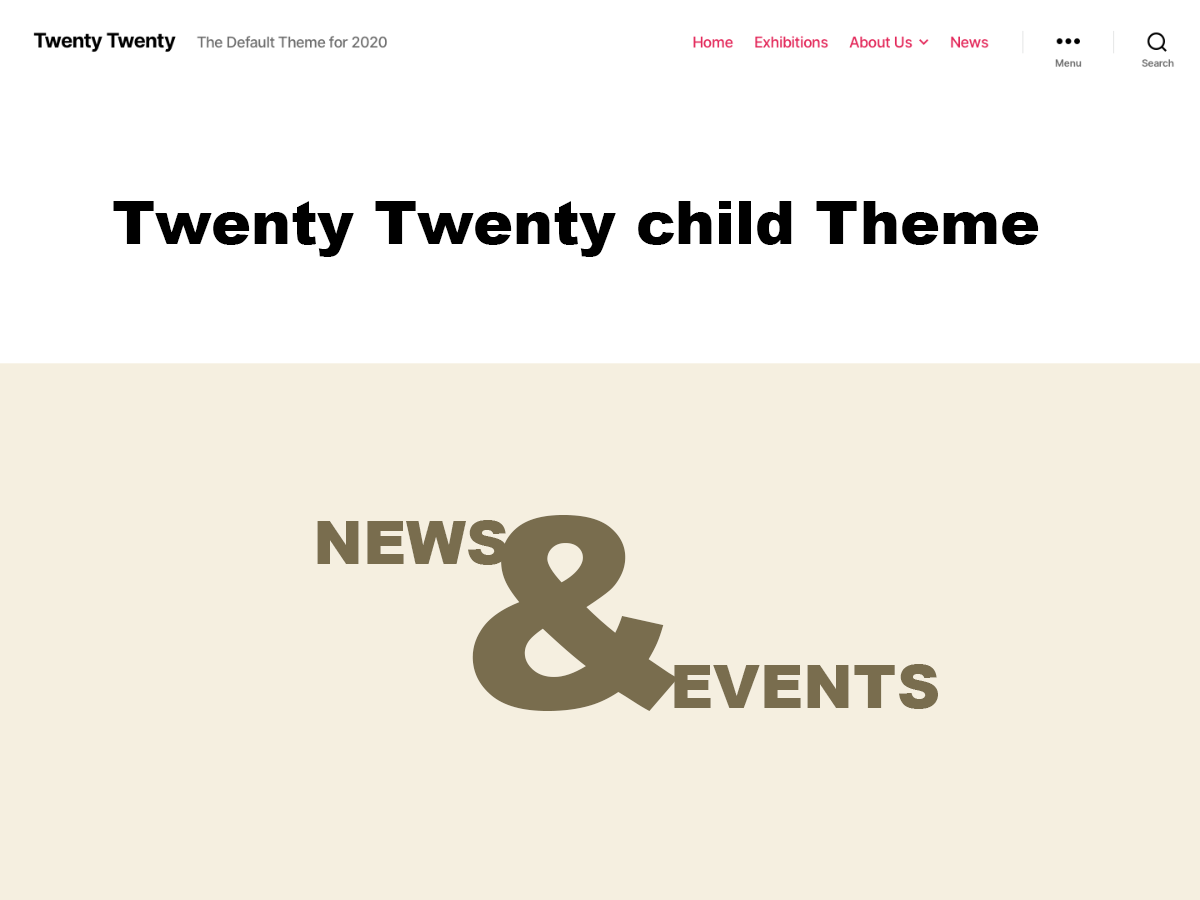 Twenty Twenty The Default Theme for 2020 Home Exhibitions About Us News Menu Search
Twenty Twenty child Theme
NEWS
&
EVENTS